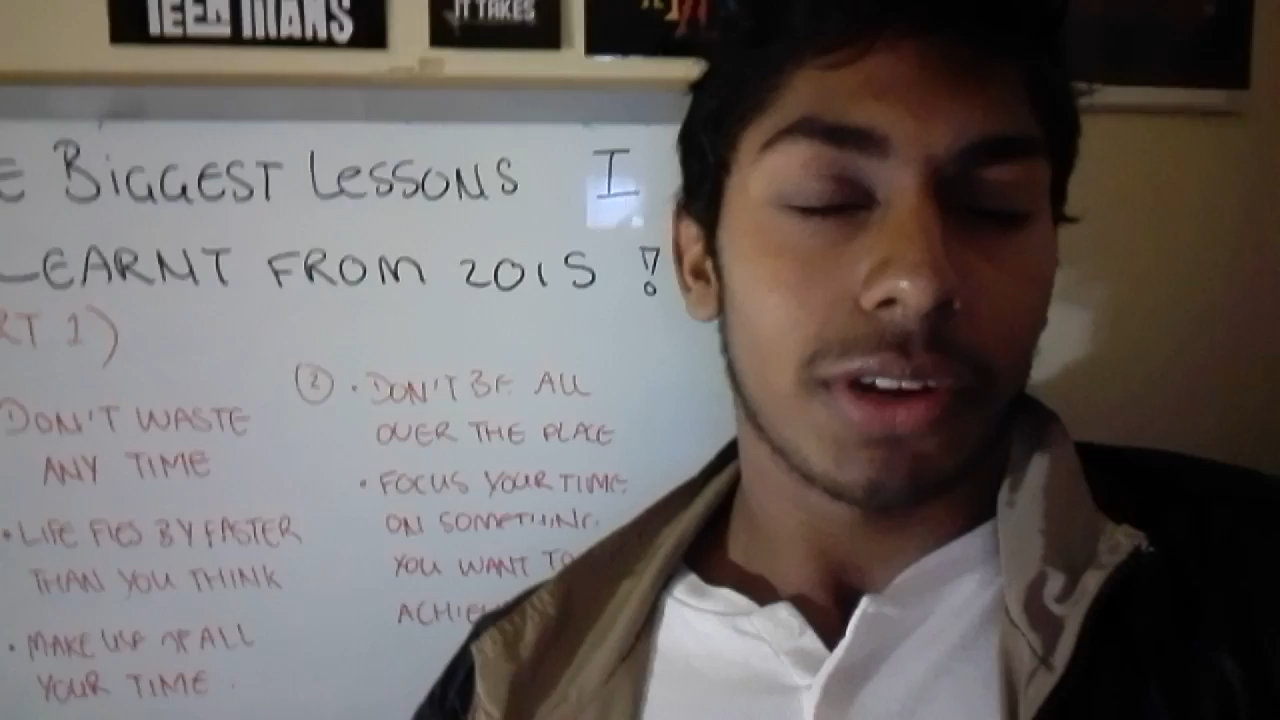 TEEN TITANS
IT TAKES
E BIGGEST LESSONS I
LEARNT FROM 2015 !
RT 1)
DON'T WASTE
ANY TIME
• LIFE FLIES BY FASTER
THAN YOU THINK
• MAKE USE OF ALL
YOUR TIME.
② • DON'T BE ALL
OVER THE PLACE
• FOCUS YOUR TIME
ON SOMETHING
YOU WANT TO
ACHIE